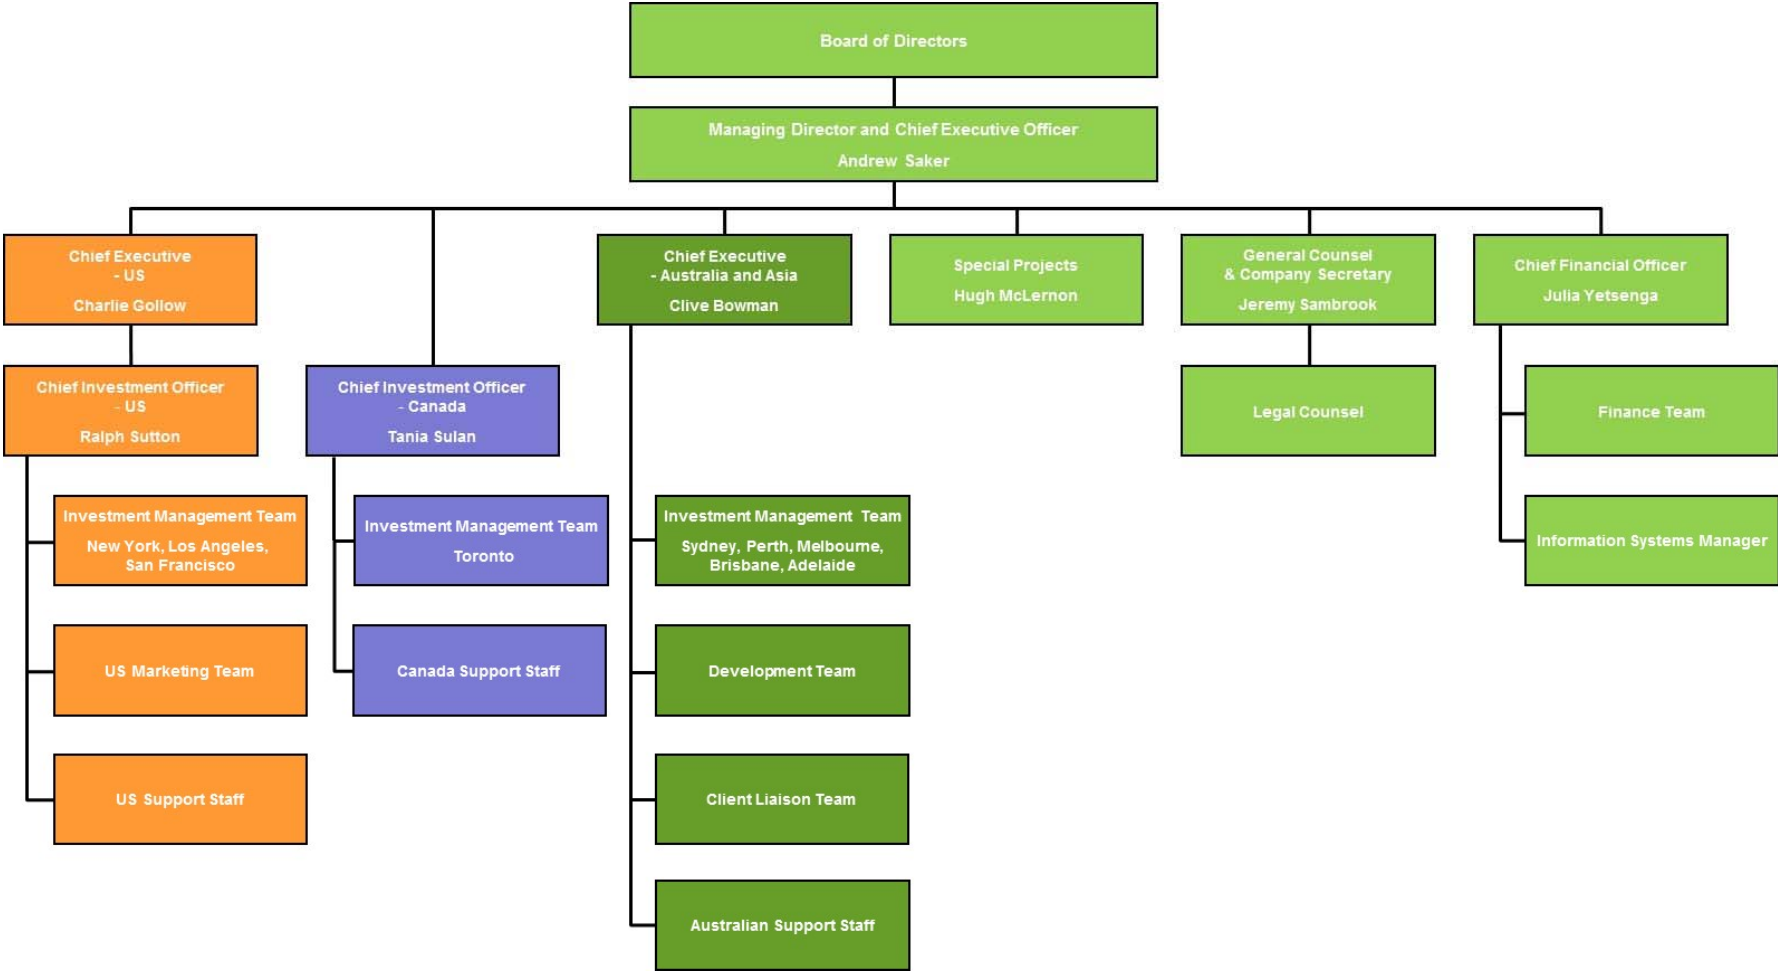 Board of Directors
Managing Director and Chief Executive Officer
Andrew Saker
Chief Executive
- US
Charlie Gollow
Chief Executive
- Australia and Asia
Clive Bowman
Special Projects
Hugh McLernon
General Counsel
& Company Secretary
Jeremy Sambrook
Chief Financial Officer
Julia Yetsenga
Chief Investment Officer
- US
Ralph Sutton
Chief Investment Officer
- Canada
Tania Sulan
Legal Counsel
Finance Team
Investment Management Team
New York, Los Angeles,
San Francisco
Investment Management Team
Toronto
Investment Management Team
Sydney, Perth, Melbourne,
Brisbane, Adelaide
Information Systems Manager
US Marketing Team
Canada Support Staff
Development Team
US Support Staff
Client Liaison Team
Australian Support Staff